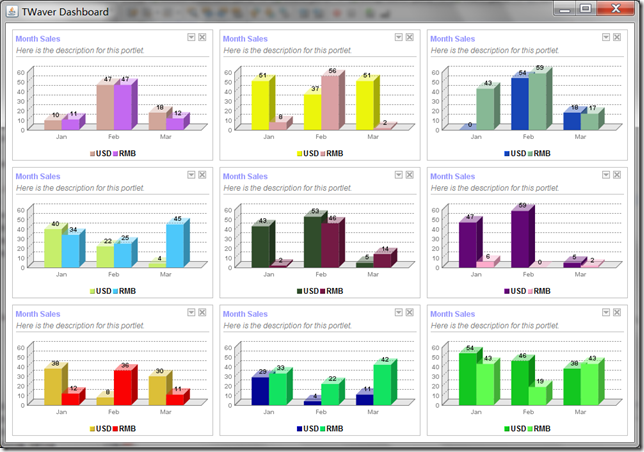 TWaver Dashboard
Month Sales
Here is the description for this portlet.
60
50
40
30
20
10
0
10 11 47 47 18 12
Jan Feb Mar
USD RMB
Month Sales
Here is the description for this portlet.
60
50
40
30
20
10
0
51 8 37 56 51 2
Jan Feb Mar
USD RMB
Month Sales
Here is the description for this portlet.
60
50
40
30
20
10
0
0 43 54 59 18 17
Jan Feb Mar
USD RMB
Month Sales
Here is the description for this portlet.
60
50
40
30
20
10
0
40 34 22 25 4 45
Jan Feb Mar
USD RMB
Month Sales
Here is the description for this portlet.
60
50
40
30
20
10
0
43 2 53 46 5 14
Jan Feb Mar
USD RMB
Month Sales
Here is the description for this portlet.
60
50
40
30
20
10
0
47 6 59 0 5 2
Jan Feb Mar
USD RMB
Month Sales
Here is the description for this portlet.
60
50
40
30
20
10
0
38 12 8 36 30 11
Jan Feb Mar
USD RMB
Month Sales
Here is the description for this portlet.
60
50
40
30
20
10
0
29 33 4 22 11 42
Jan Feb Mar
USD RMB
Month Sales
Here is the description for this portlet.
60
50
40
30
20
10
0
54 43 46 19 38 43
Jan Feb Mar
USD RMB